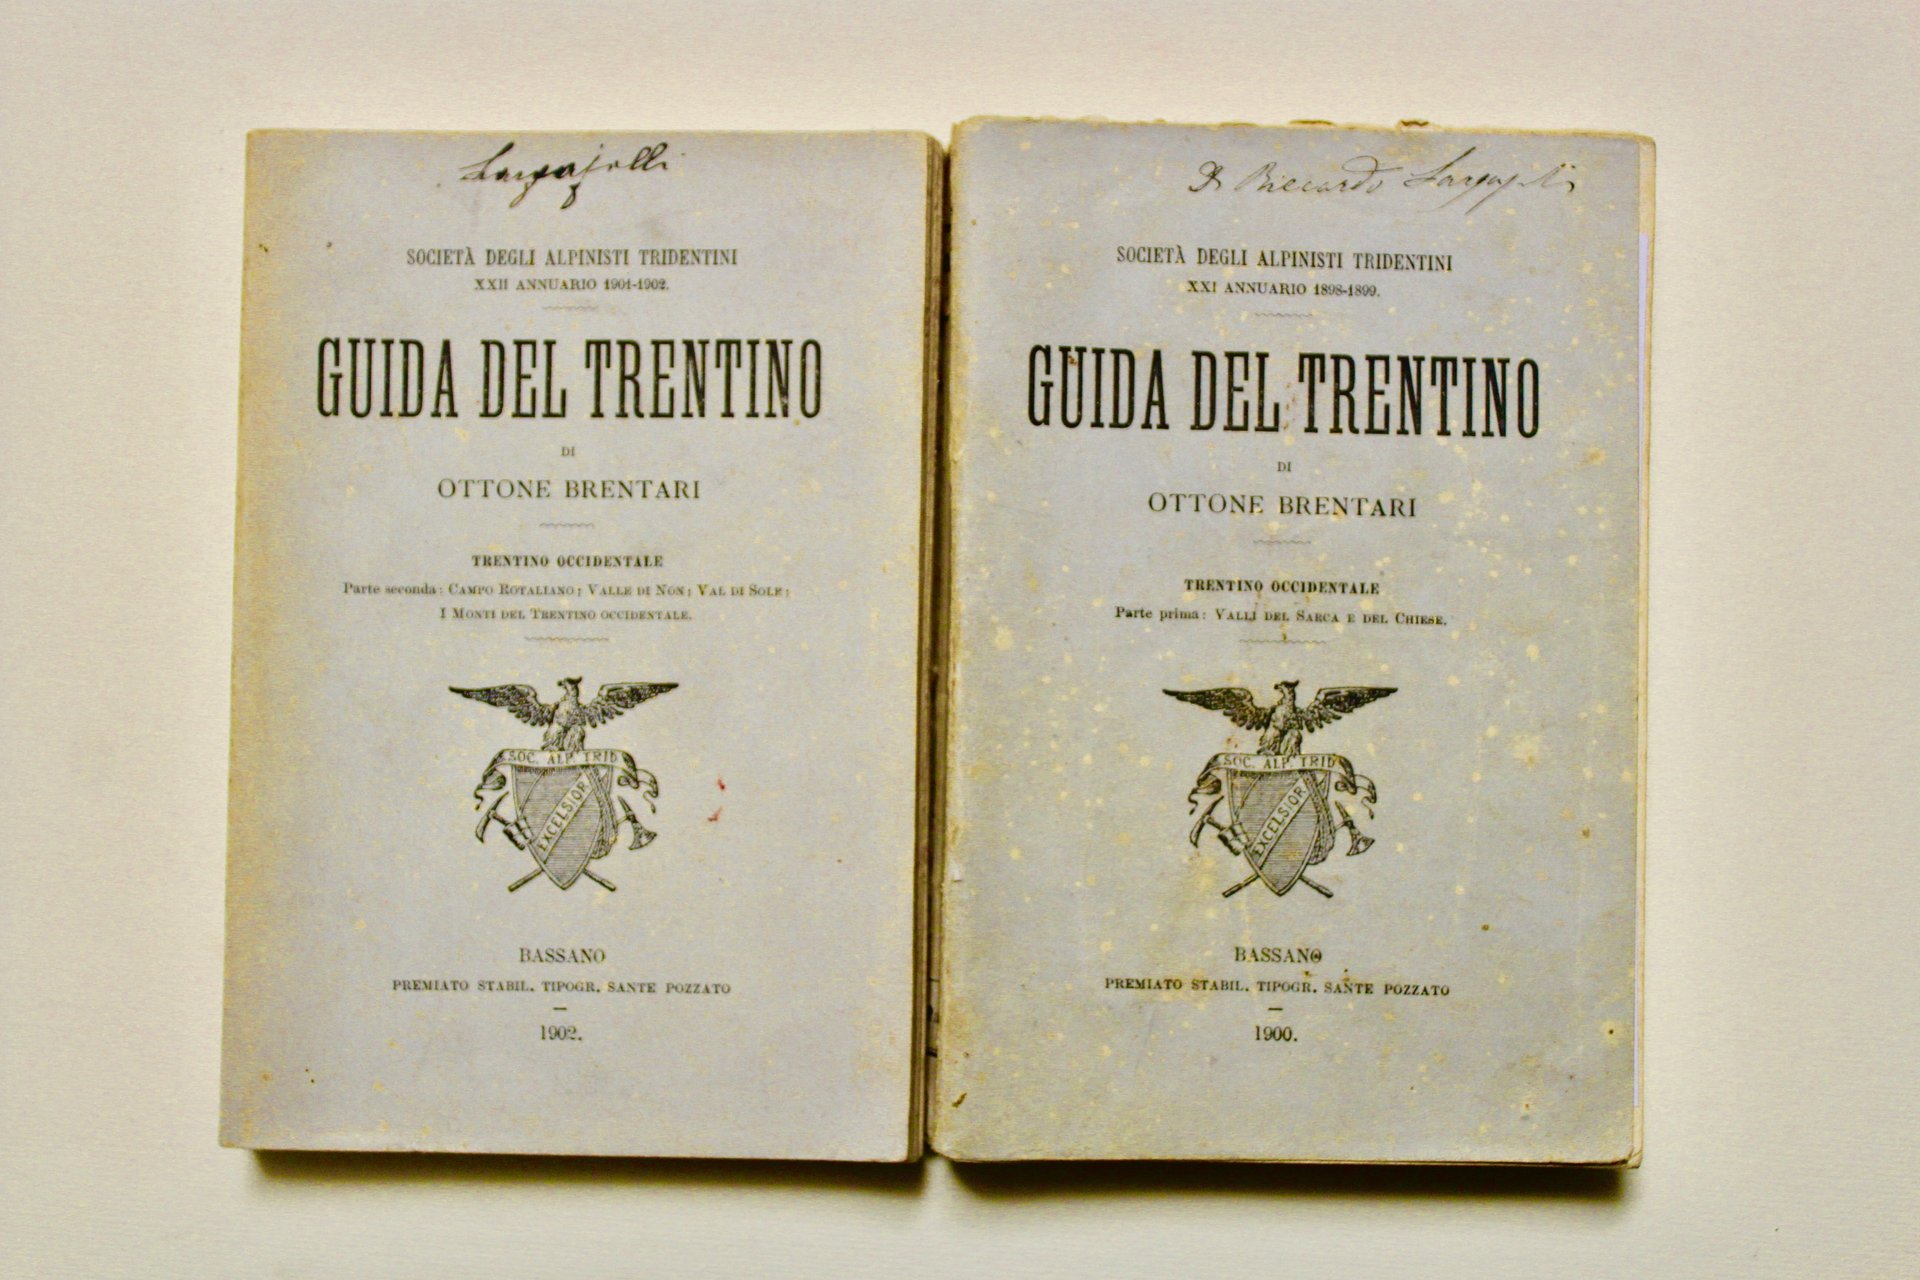 Largajolli
SOCIETÀ DEGLI ALPINISTI TRIDENTINI
XXII ANNUARIO 1901-1902.
GUIDA DEL TRENTINO
DI
OTTONE BRENTARI
TRENTINO OCCIDENTALE
Parte seconda: CAMPO ROTALIANO; VALLE DI NON; VAL DI SOLE;
I MONTI DEL TRENTINO OCCIDENTALE.
SOC. ALP. TRID
EXCELSIOR
BASSANO
PREMIATO STABIL. TIPOGR. SANTE POZZATO
1902.
Dr Riccardo Largajolli
SOCIETÀ DEGLI ALPINISTI TRIDENTINI
XXI ANNUARIO 1898-1899.
GUIDA DEL TRENTINO
DI
OTTONE BRENTARI
TRENTINO OCCIDENTALE
Parte prima: VALLI DEL SARCA E DEL CHIESE.
SOC. ALP. TRID
EXCELSIOR
BASSANO
PREMIATO STABIL. TIPOGR. SANTE POZZATO
1900.